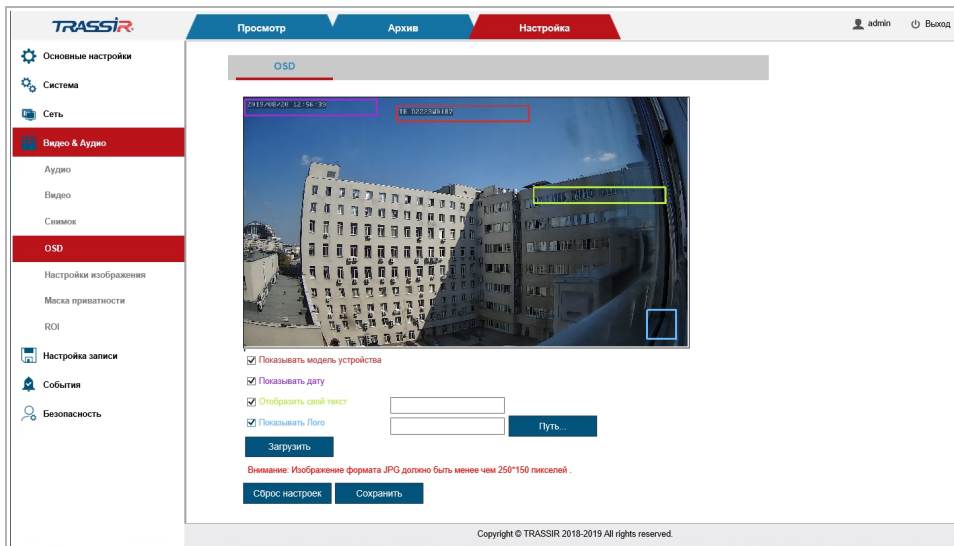 TRASSIR
Просмотр
Архив
Настройка
admin
Выход
Основные настройки
Система
Сеть
Видео & Аудио
Аудио
Видео
Снимок
OSD
Настройки изображения
Маска приватности
ROI
Настройка записи
События
Безопасность
OSD
2019/08/20 12:56:39
Показывать модель устройства
Показывать дату
Отобразить свой текст
Показывать Лого
Путь...
Загрузить
Внимание: Изображение формата JPG должно быть менее чем 250*150 пикселей .
Сброс настроек
Сохранить
Copyright © TRASSIR 2018-2019 All rights reserved.